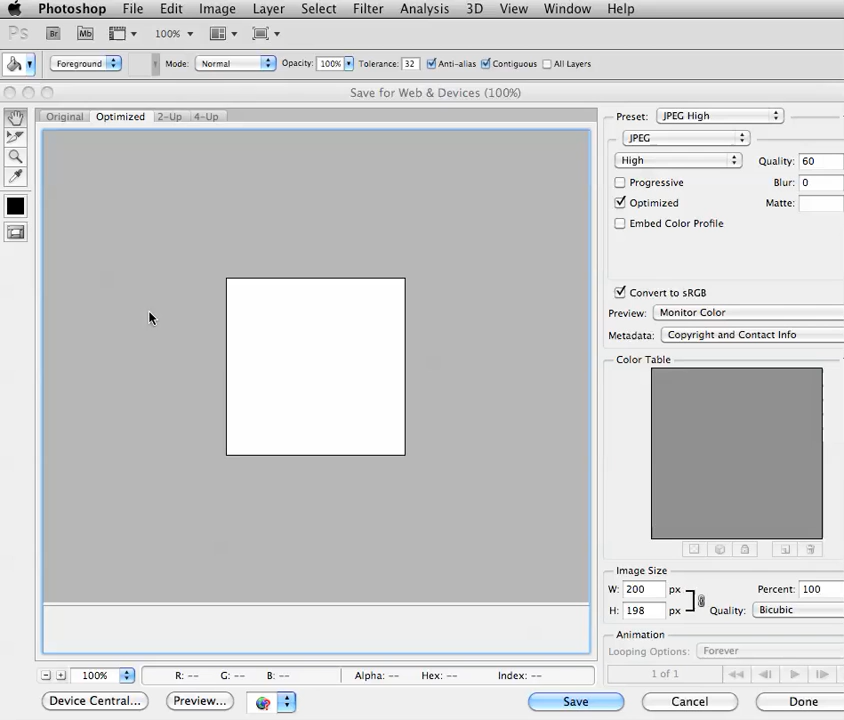 Photoshop File Edit Image Layer Select Filter Analysis 3D View Window Help
Ps Br Mb 100%
Foreground Mode: Normal Opacity: 100% Tolerance: 32 Anti-alias Contiguous All Layers
Save for Web & Devices (100%)
Original Optimized 2-Up 4-Up
Preset: JPEG High
JPEG
High Quality: 60
Progressive Blur: 0
Optimized Matte:
Embed Color Profile
Convert to sRGB
Preview: Monitor Color
Metadata: Copyright and Contact Info
Color Table
Image Size
W: 200 px Percent: 100
H: 198 px Quality: Bicubic
Animation
Looping Options: Forever
1 of 1
100% R: -- G: -- B: -- Alpha: -- Hex: -- Index: --
Device Central... Preview... Save Cancel Done